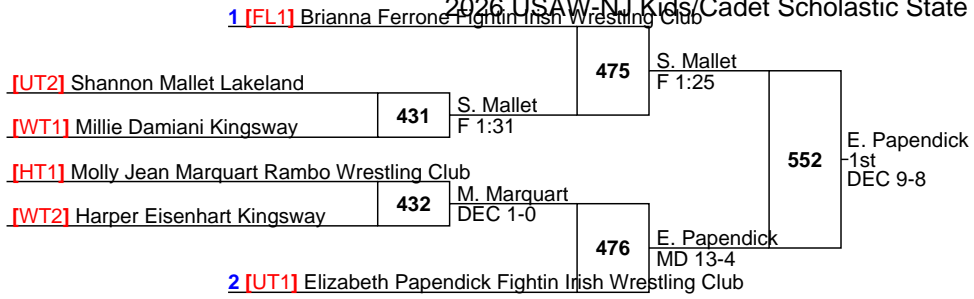 2026 USAW-NJ Kids/Cadet Scholastic State
1 [FL1] Brianna Ferrone Fightin Irish Wrestling Club
475
S. Mallet
F 1:25
[UT2] Shannon Mallet Lakeland
431
S. Mallet
F 1:31
[WT1] Millie Damiani Kingsway
552
E. Papendick
1st
DEC 9-8
[HT1] Molly Jean Marquart Rambo Wrestling Club
432
M. Marquart
DEC 1-0
[WT2] Harper Eisenhart Kingsway
476
E. Papendick
MD 13-4
2 [UT1] Elizabeth Papendick Fightin Irish Wrestling Club